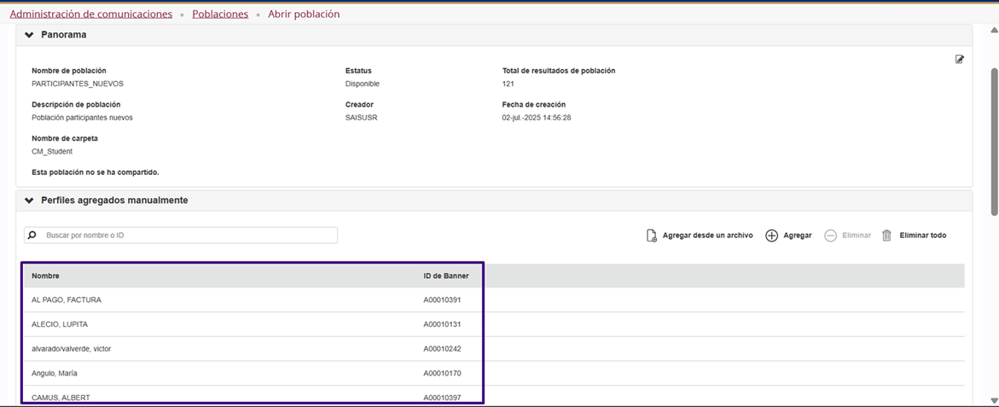 Administración de comunicaciones • Poblaciones • Abrir población
Panorama
Nombre de población Estatus Total de resultados de población
PARTICIPANTES_NUEVOS Disponible 121
Descripción de población Creador Fecha de creación
Población participantes nuevos SAISUSR 02-jul.-2025 14:56:28
Nombre de carpeta
CM_Student
Esta población no se ha compartido.
Perfiles agregados manualmente
Buscar por nombre o ID Agregar desde un archivo Agregar Eliminar Eliminar todo
Nombre ID de Banner
AL PAGO, FACTURA A00010391
ALECIO, LUPITA A00010131
alvarado/valverde, victor A00010242
Angulo, María A00010170
CAMUS, ALBERT A00010397